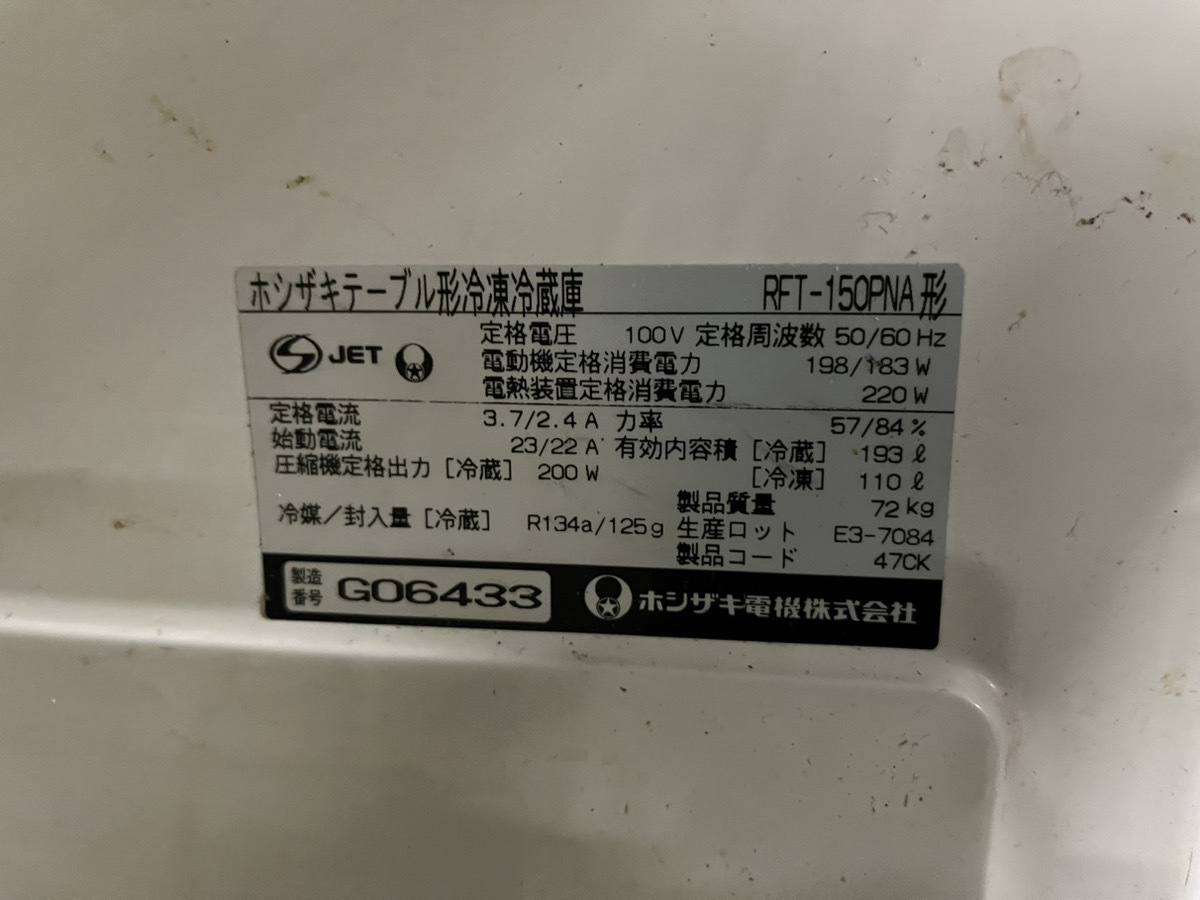 ホシザキテーブル形冷凍冷蔵庫 RFT-150PNA形
JET
定格電圧 100V 定格周波数 50/60Hz
電動機定格消費電力 198/183W
電熱装置定格消費電力 220W
定格電流 3.7/2.4A 力率 57/84%
始動電流 23/22A 有効内容積 [冷蔵] 193ℓ
圧縮機定格出力 [冷蔵] 200W [冷凍] 110ℓ
製品質量 72kg
冷媒/封入量 [冷蔵] R134a/125g 生産ロット E3-7084
製品コード 47CK
製造番号 G06433 ホシザキ電機株式会社